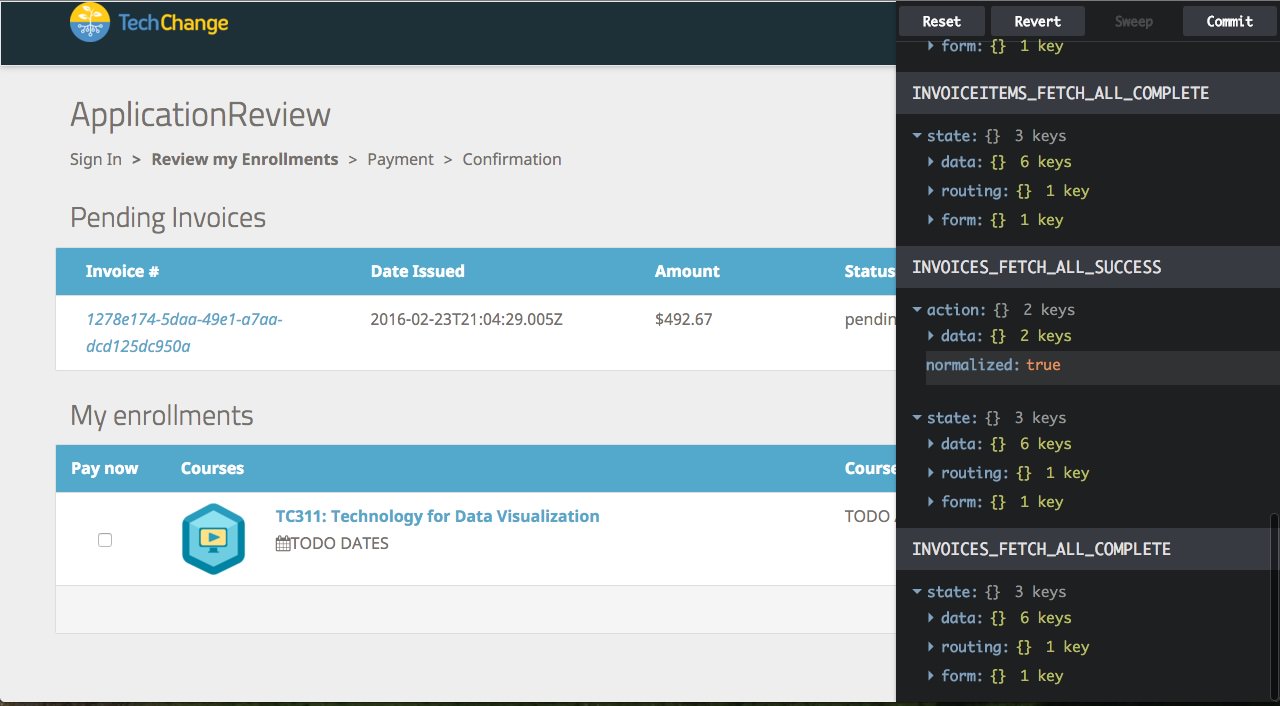 TechChange
ApplicationReview
Sign In > Review my Enrollments > Payment > Confirmation
Pending Invoices
Invoice # Date Issued Amount Status
1278e174-5daa-49e1-a7aa- 2016-02-23T21:04:29.005Z $492.67 pendin
dcd125dc950a
My enrollments
Pay now Courses Course
TC311: Technology for Data Visualization TODO
TODO DATES
Reset Revert Sweep Commit
form: {} 1 key
INVOICEITEMS_FETCH_ALL_COMPLETE
state: {} 3 keys
data: {} 6 keys
routing: {} 1 key
form: {} 1 key
INVOICES_FETCH_ALL_SUCCESS
action: {} 2 keys
data: {} 2 keys
normalized: true
state: {} 3 keys
data: {} 6 keys
routing: {} 1 key
form: {} 1 key
INVOICES_FETCH_ALL_COMPLETE
state: {} 3 keys
data: {} 6 keys
routing: {} 1 key
form: {} 1 key